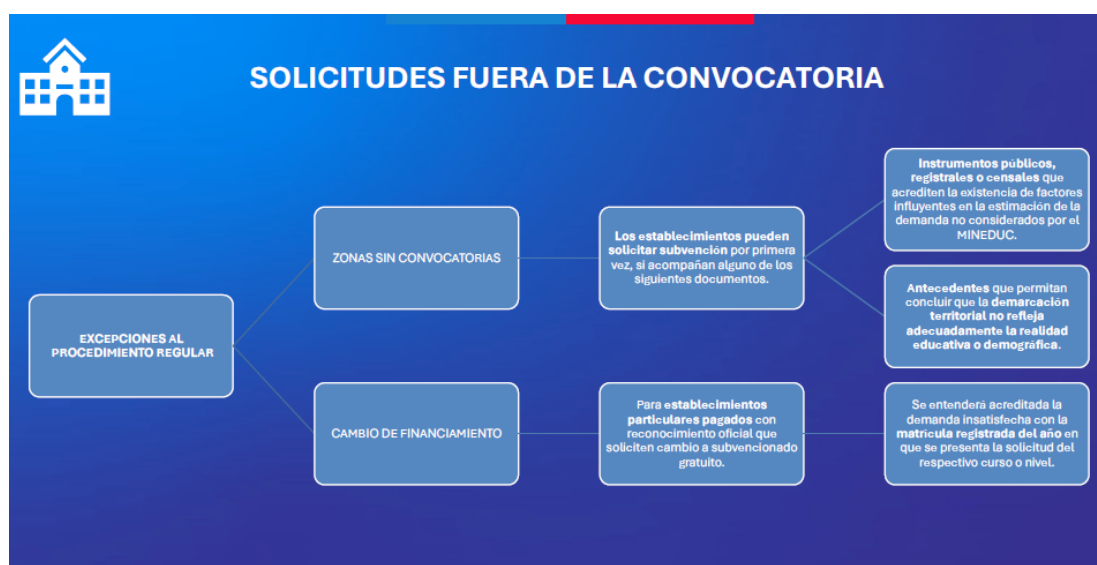 SOLICITUDES FUERA DE LA CONVOCATORIA
EXCEPCIONES AL
PROCEDIMIENTO REGULAR
ZONAS SIN CONVOCATORIAS
Los establecimientos pueden
solicitar subvención por primera
vez, si acompañan alguno de los
siguientes documentos.
Instrumentos públicos,
registrales o censales que
acrediten la existencia de factores
influyentes en la estimación de la
demanda no considerados por el
MINEDUC.
Antecedentes que permitan
concluir que la demarcación
territorial no refleja
adecuadamente la realidad
educativa o demográfica.
CAMBIO DE FINANCIAMIENTO
Para establecimientos
particulares pagados con
reconocimiento oficial que
soliciten cambio a subvencionado
gratuito.
Se entenderá acreditada la
demanda insatisfecha con la
matrícula registrada del año en
que se presenta la solicitud del
respectivo curso o nivel.